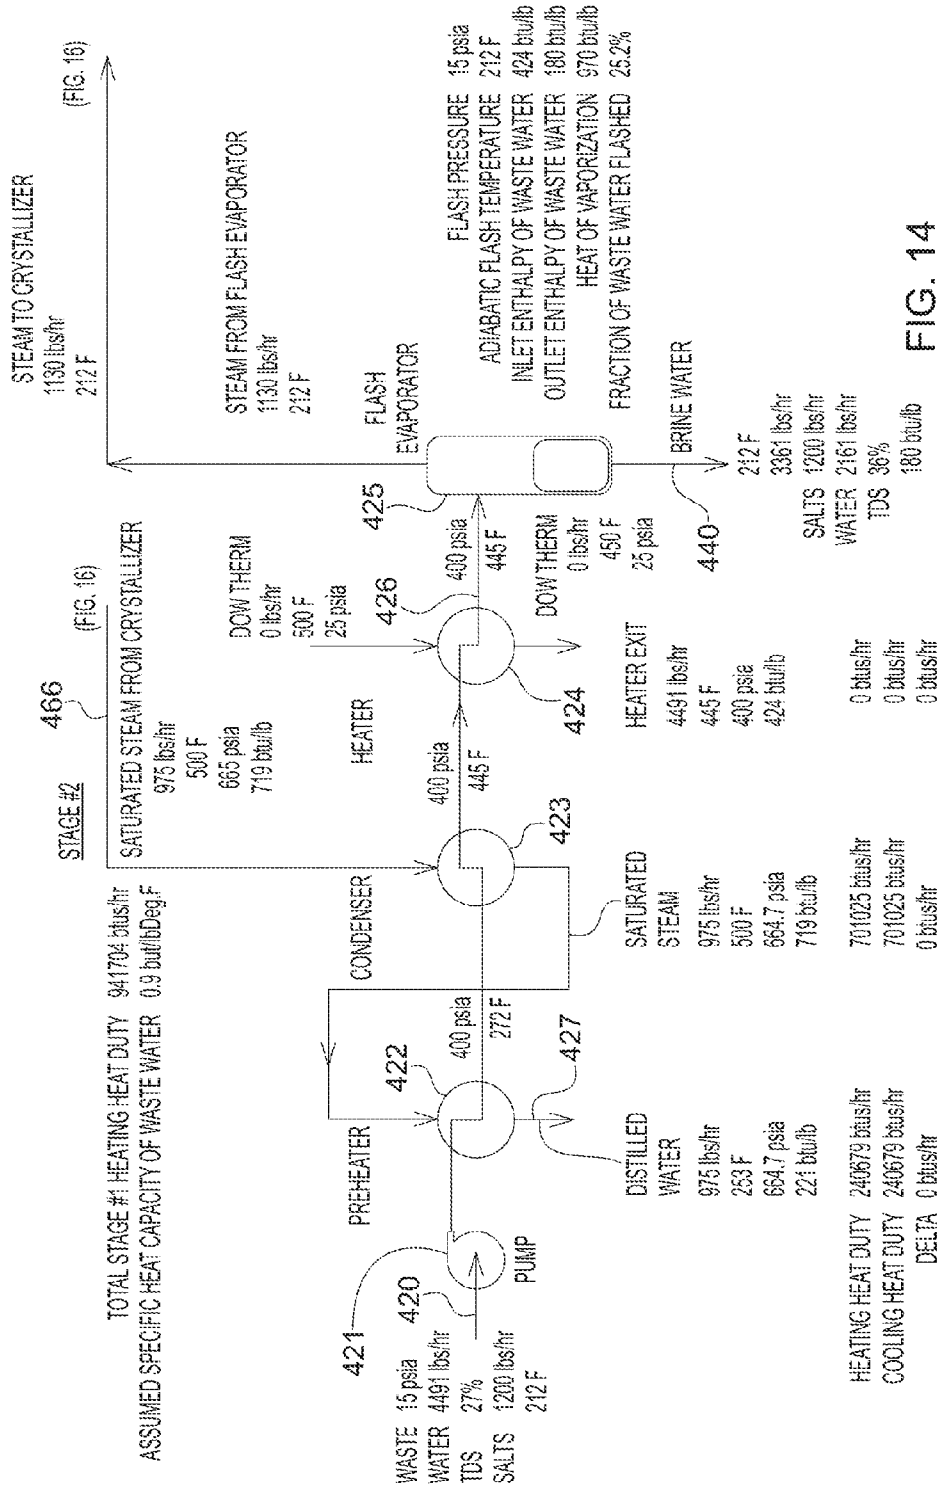 STAGE #2
TOTAL STAGE #1 HEATING HEAT DUTY 941704 btus/hr
ASSUMED SPECIFIC HEAT CAPACITY OF WASTE WATER 0.9 but/lbDeg.F
466
(FIG. 16)
SATURATED STEAM FROM CRYSTALLIZER
975 lbs/hr
500 F
665 psia
719 btu/lb
STEAM TO CRYSTALLIZER
1130 lbs/hr
212 F
(FIG. 16)
STEAM FROM FLASH EVAPORATOR
1130 lbs/hr
212 F
DOW THERM
0 lbs/hr
500 F
25 psia
PREHEATER
CONDENSER
HEATER
FLASH
EVAPORATOR
421
420
422
423
424
425
426
427
440
WASTE 15 psia
WATER 4491 lbs/hr
TDS 27%
SALTS 1200 lbs/hr
212 F
PUMP
400 psia
272 F
400 psia
445 F
400 psia
445 F
DOW THERM
0 lbs/hr
450 F
25 psia
BRINE WATER
212 F
3361 lbs/hr
SALTS 1200 lbs/hr
WATER 2161 lbs/hr
TDS 36%
180 btu/lb
FLASH PRESSURE 15 psia
ADIABATIC FLASH TEMPERATURE 212 F
INLET ENTHALPY OF WASTE WATER 424 btu/lb
OUTLET ENTHALPY OF WASTE WATER 180 btu/lb
HEAT OF VAPORIZATION 970 btu/lb
FRACTION OF WASTE WATER FLASHED 25.2%
DISTILLED
WATER
975 lbs/hr
253 F
664.7 psia
221 btu/lb
SATURATED
STEAM
975 lbs/hr
500 F
664.7 psia
719 btu/lb
HEATER EXIT
4491 lbs/hr
445 F
400 psia
424 btu/lb
HEATING HEAT DUTY 240679 btus/hr 701025 btus/hr 0 btus/hr
COOLING HEAT DUTY 240679 btus/hr 701025 btus/hr 0 btus/hr
DELTA 0 btus/hr 0 btus/hr 0 btus/hr
FIG. 14